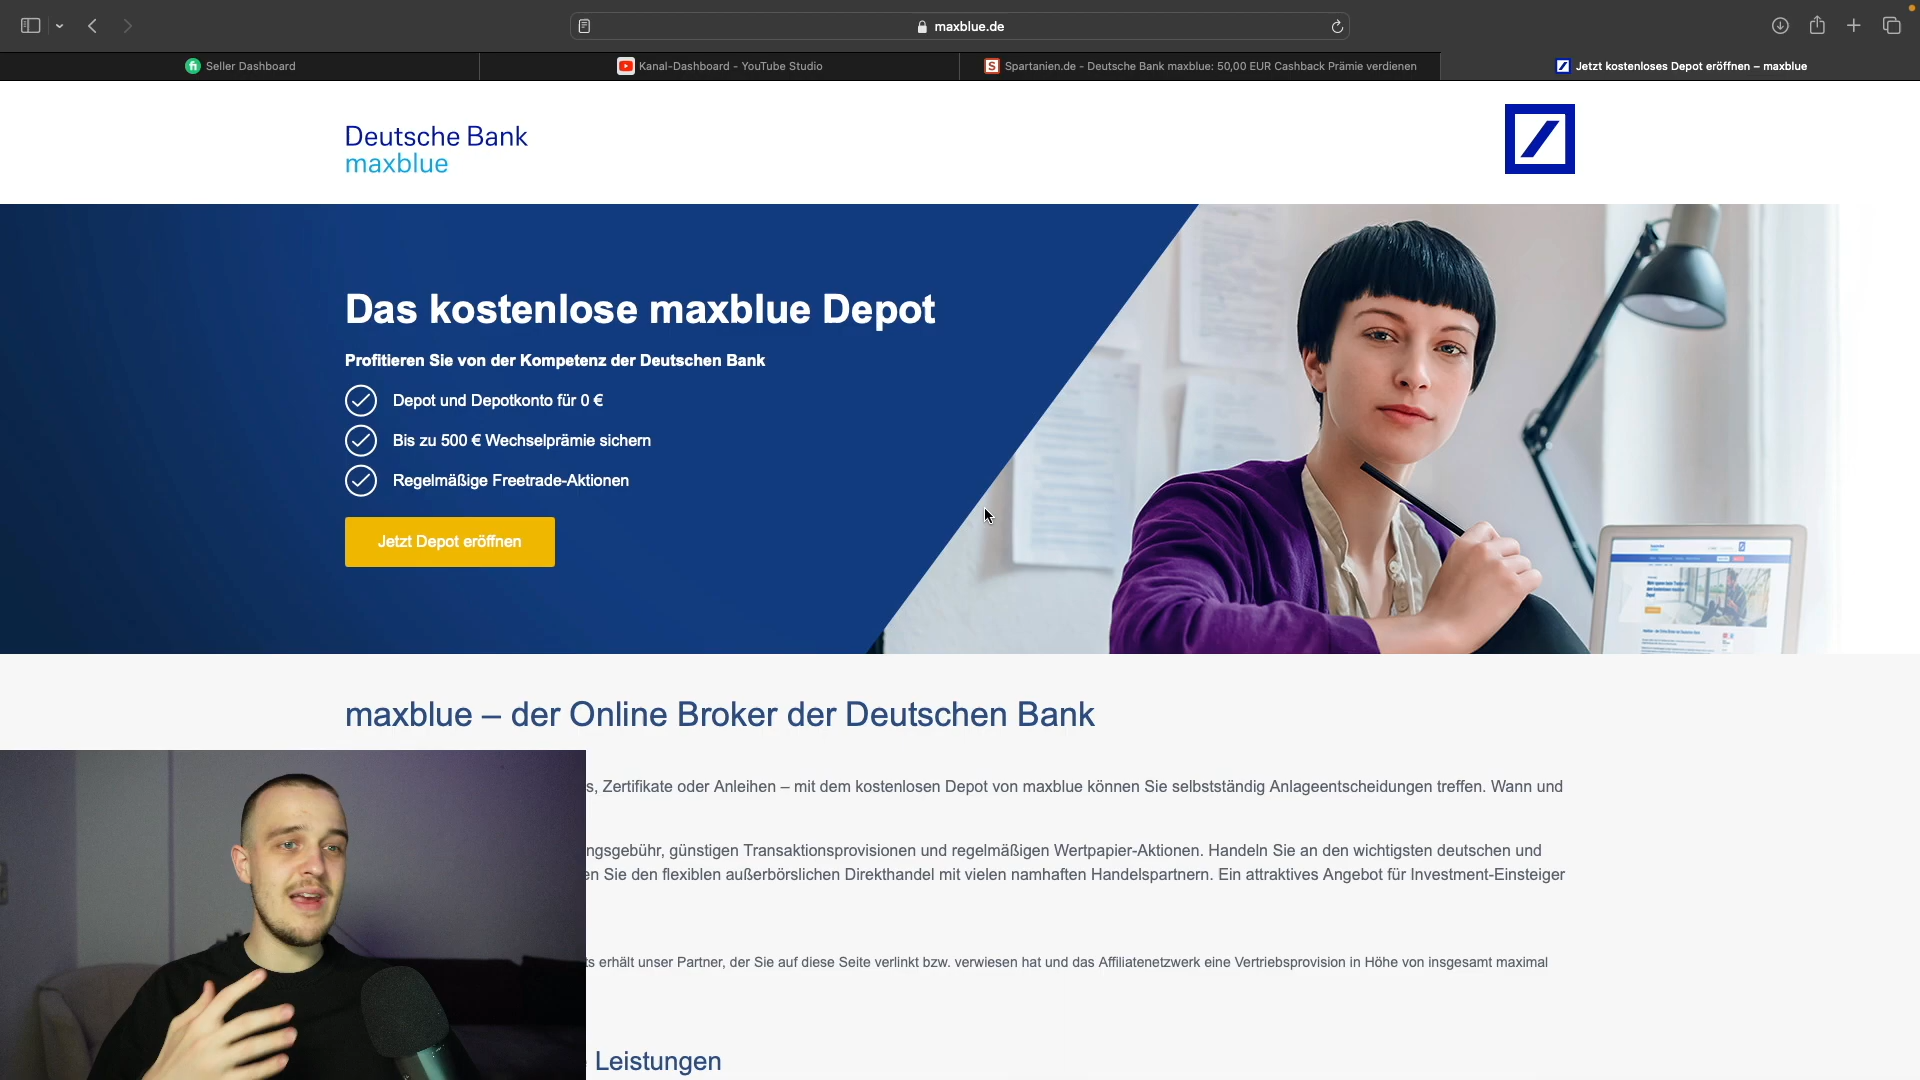 maxblue.de
Seller Dashboard
Kanal-Dashboard - YouTube Studio
Spartanien.de - Deutsche Bank maxblue: 50,00 EUR Cashback Prämie verdienen
Jetzt kostenloses Depot eröffnen – maxblue
Deutsche Bank
maxblue
Das kostenlose maxblue Depot
Profitieren Sie von der Kompetenz der Deutschen Bank
Depot und Depotkonto für 0 €
Bis zu 500 € Wechselprämie sichern
Regelmäßige Freetrade-Aktionen
Jetzt Depot eröffnen
maxblue – der Online Broker der Deutschen Bank
s, Zertifikate oder Anleihen – mit dem kostenlosen Depot von maxblue können Sie selbstständig Anlageentscheidungen treffen. Wann und
ngsgebühr, günstigen Transaktionsprovisionen und regelmäßigen Wertpapier-Aktionen. Handeln Sie an den wichtigsten deutschen und
en Sie den flexiblen außerbörslichen Direkthandel mit vielen namhaften Handelspartnern. Ein attraktives Angebot für Investment-Einsteiger
ts erhält unser Partner, der Sie auf diese Seite verlinkt bzw. verwiesen hat und das Affiliatenetzwerk eine Vertriebsprovision in Höhe von insgesamt maximal
Leistungen